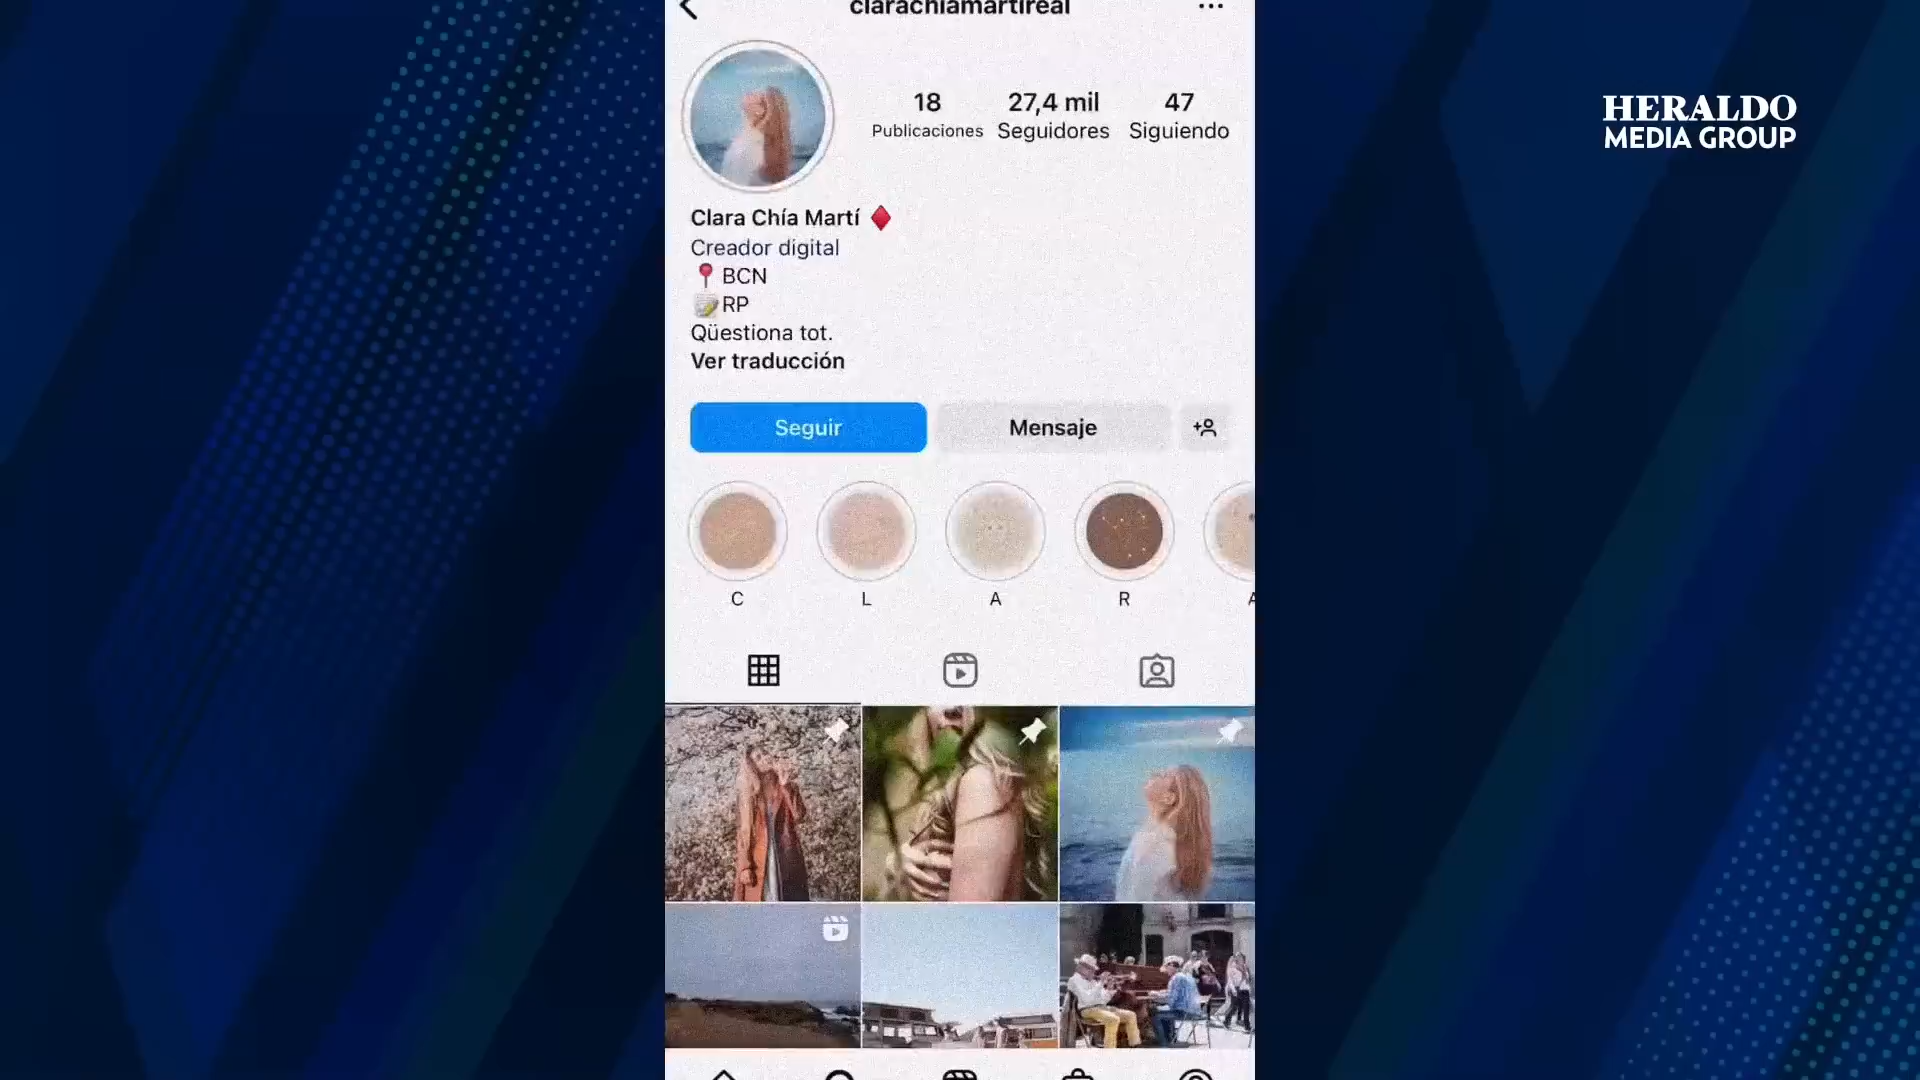 clarachiamartireal
HERALDO
MEDIA GROUP
18
27,4 mil
47
Publicaciones
Seguidores
Siguiendo
Clara Chía Martí
Creador digital
BCN
RP
Qüestiona tot.
Ver traducción
Seguir
Mensaje
C
L
A
R
A